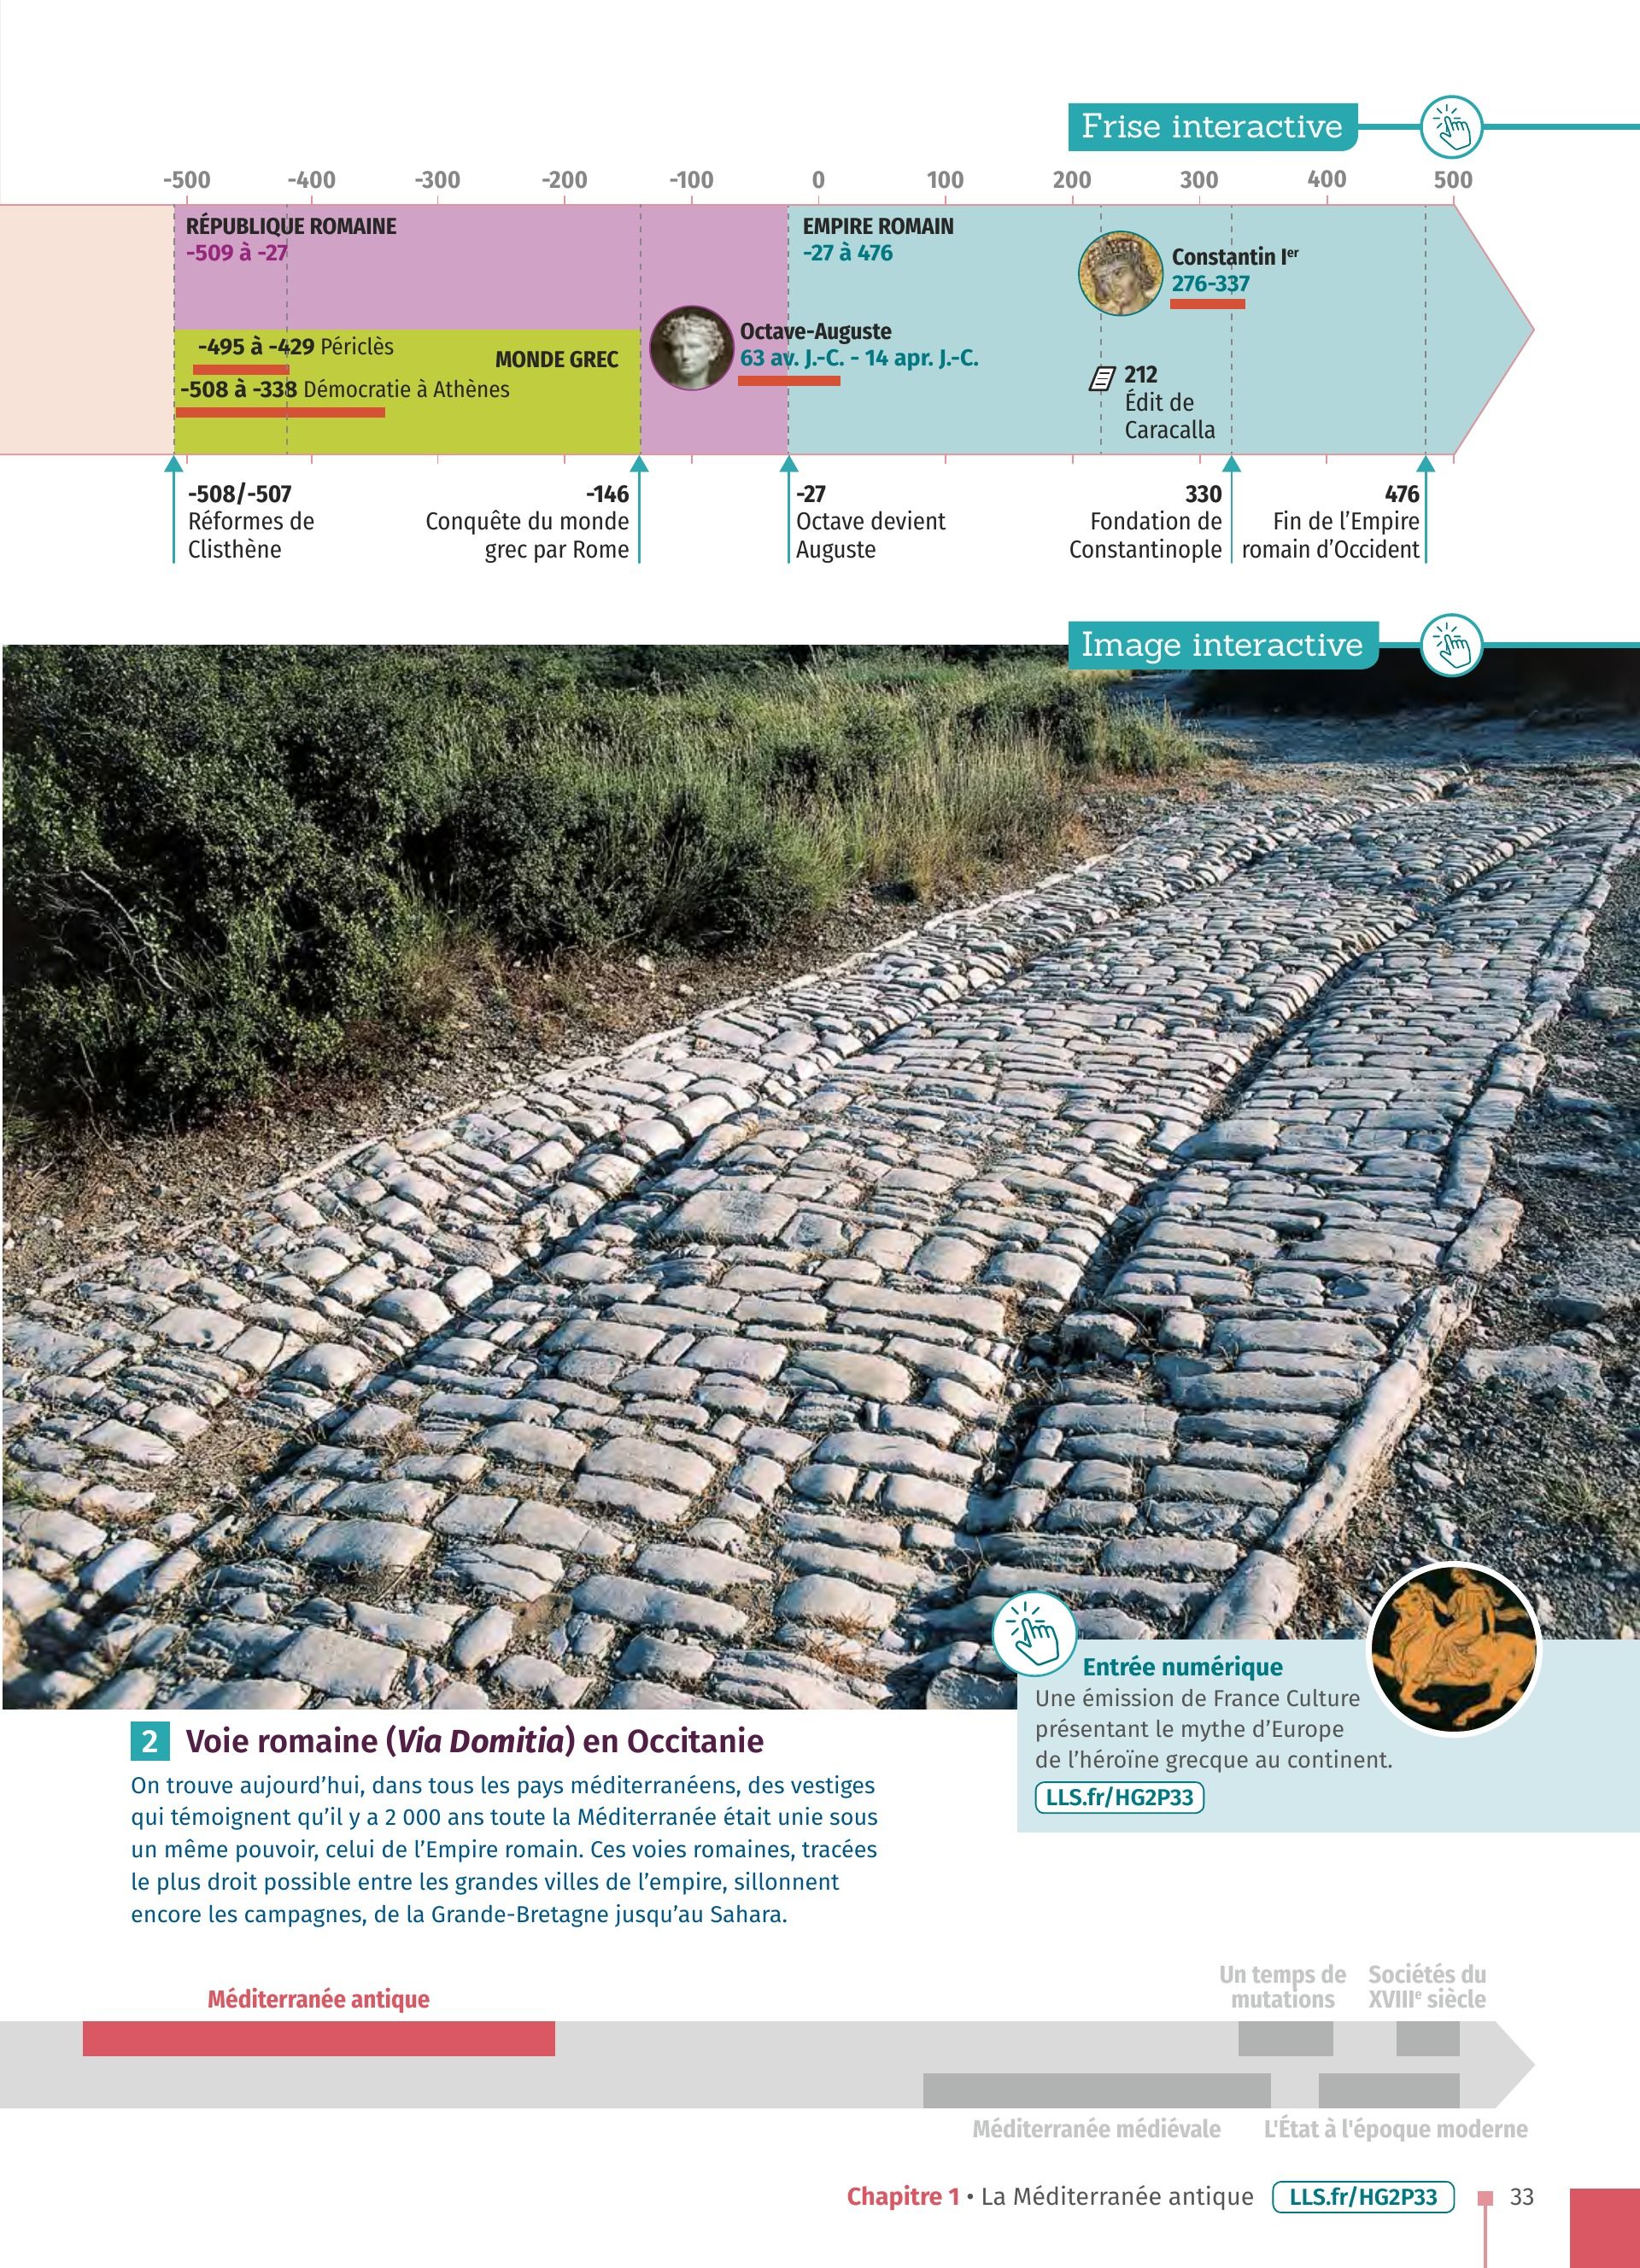 Frise interactive
-500 -400 -300 -200 -100 0 100 200 300 400 500
RÉPUBLIQUE ROMAINE
-509 à -27
EMPIRE ROMAIN
-27 à 476
Constantin Ier
276-337
-495 à -429 Périclès
MONDE GREC
-508 à -338 Démocratie à Athènes
Octave-Auguste
63 av. J.-C. - 14 apr. J.-C.
212
Édit de
Caracalla
-508/-507
Réformes de
Clisthène
-146
Conquête du monde
grec par Rome
-27
Octave devient
Auguste
330
Fondation de
Constantinople
476
Fin de l’Empire
romain d’Occident
Image interactive
Entrée numérique
Une émission de France Culture
présentant le mythe d’Europe
de l’héroïne grecque au continent.
LLS.fr/HG2P33
2 Voie romaine (Via Domitia) en Occitanie
On trouve aujourd’hui, dans tous les pays méditerranéens, des vestiges
qui témoignent qu’il y a 2 000 ans toute la Méditerranée était unie sous
un même pouvoir, celui de l’Empire romain. Ces voies romaines, tracées
le plus droit possible entre les grandes villes de l’empire, sillonnent
encore les campagnes, de la Grande-Bretagne jusqu’au Sahara.
Méditerranée antique
Un temps de
mutations
Sociétés du
XVIIIe siècle
Méditerranée médiévale
L'État à l'époque moderne
Chapitre 1 • La Méditerranée antique LLS.fr/HG2P33 33